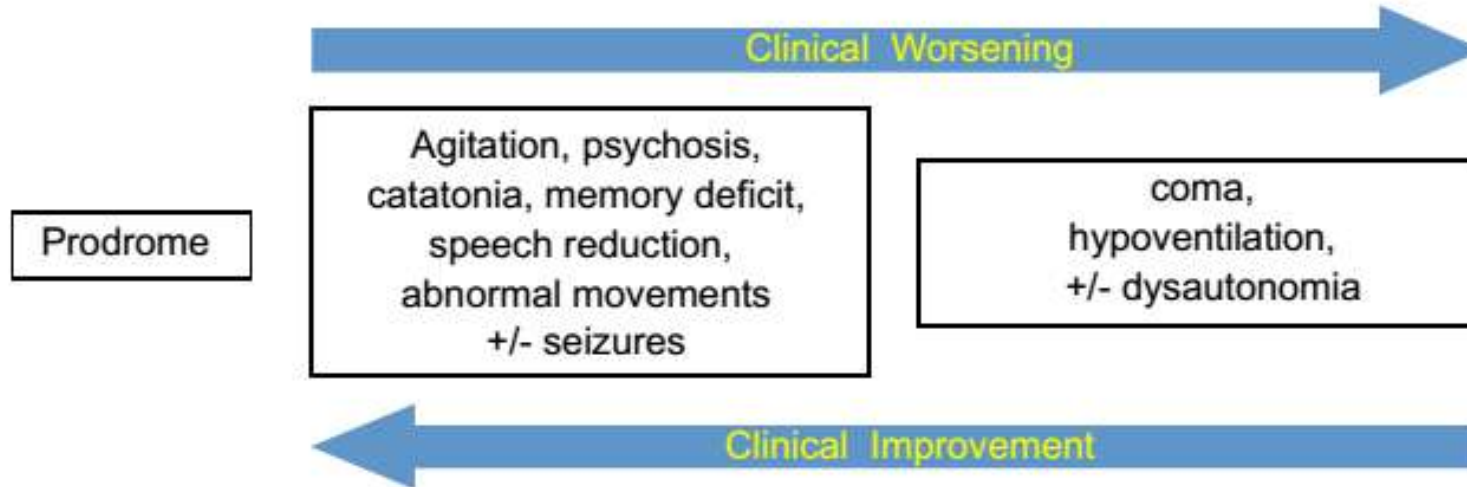 Clinical Worsening
Prodrome
Agitation, psychosis,
catatonia, memory deficit,
speech reduction,
abnormal movements
+/- seizures
coma,
hypoventilation,
+/- dysautonomia
Clinical Improvement